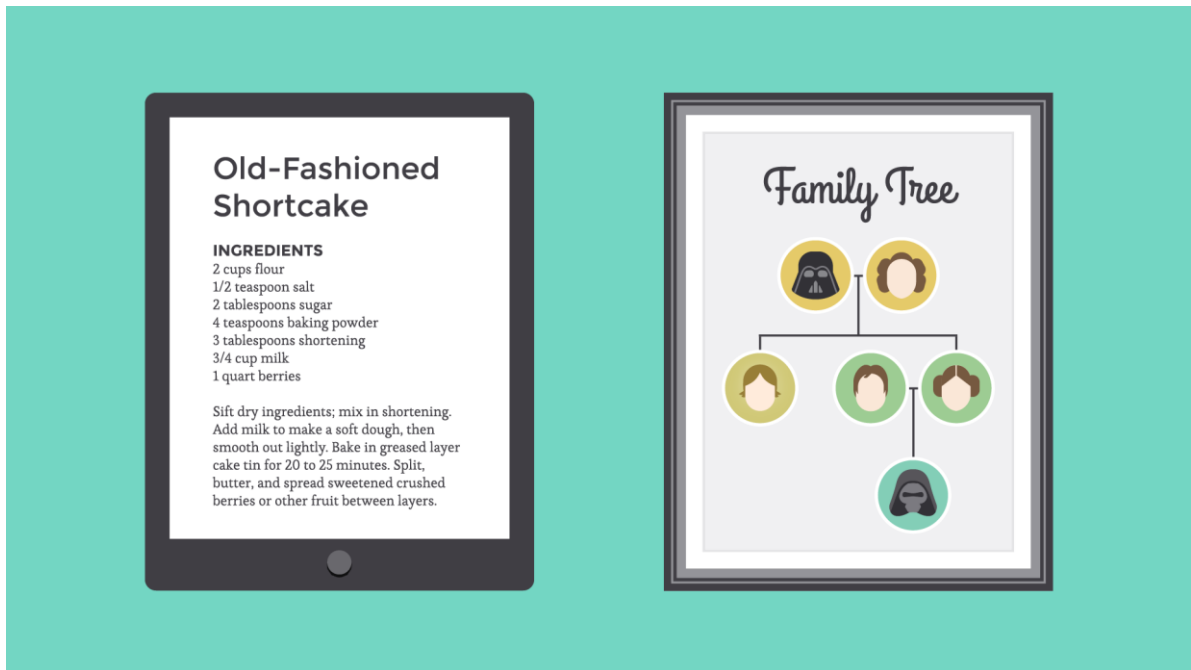 Old-Fashioned
Shortcake
INGREDIENTS
2 cups flour
1/2 teaspoon salt
2 tablespoons sugar
4 teaspoons baking powder
3 tablespoons shortening
3/4 cup milk
1 quart berries
Sift dry ingredients; mix in shortening.
Add milk to make a soft dough, then
smooth out lightly. Bake in greased layer
cake tin for 20 to 25 minutes. Split,
butter, and spread sweetened crushed
berries or other fruit between layers.
Family Tree